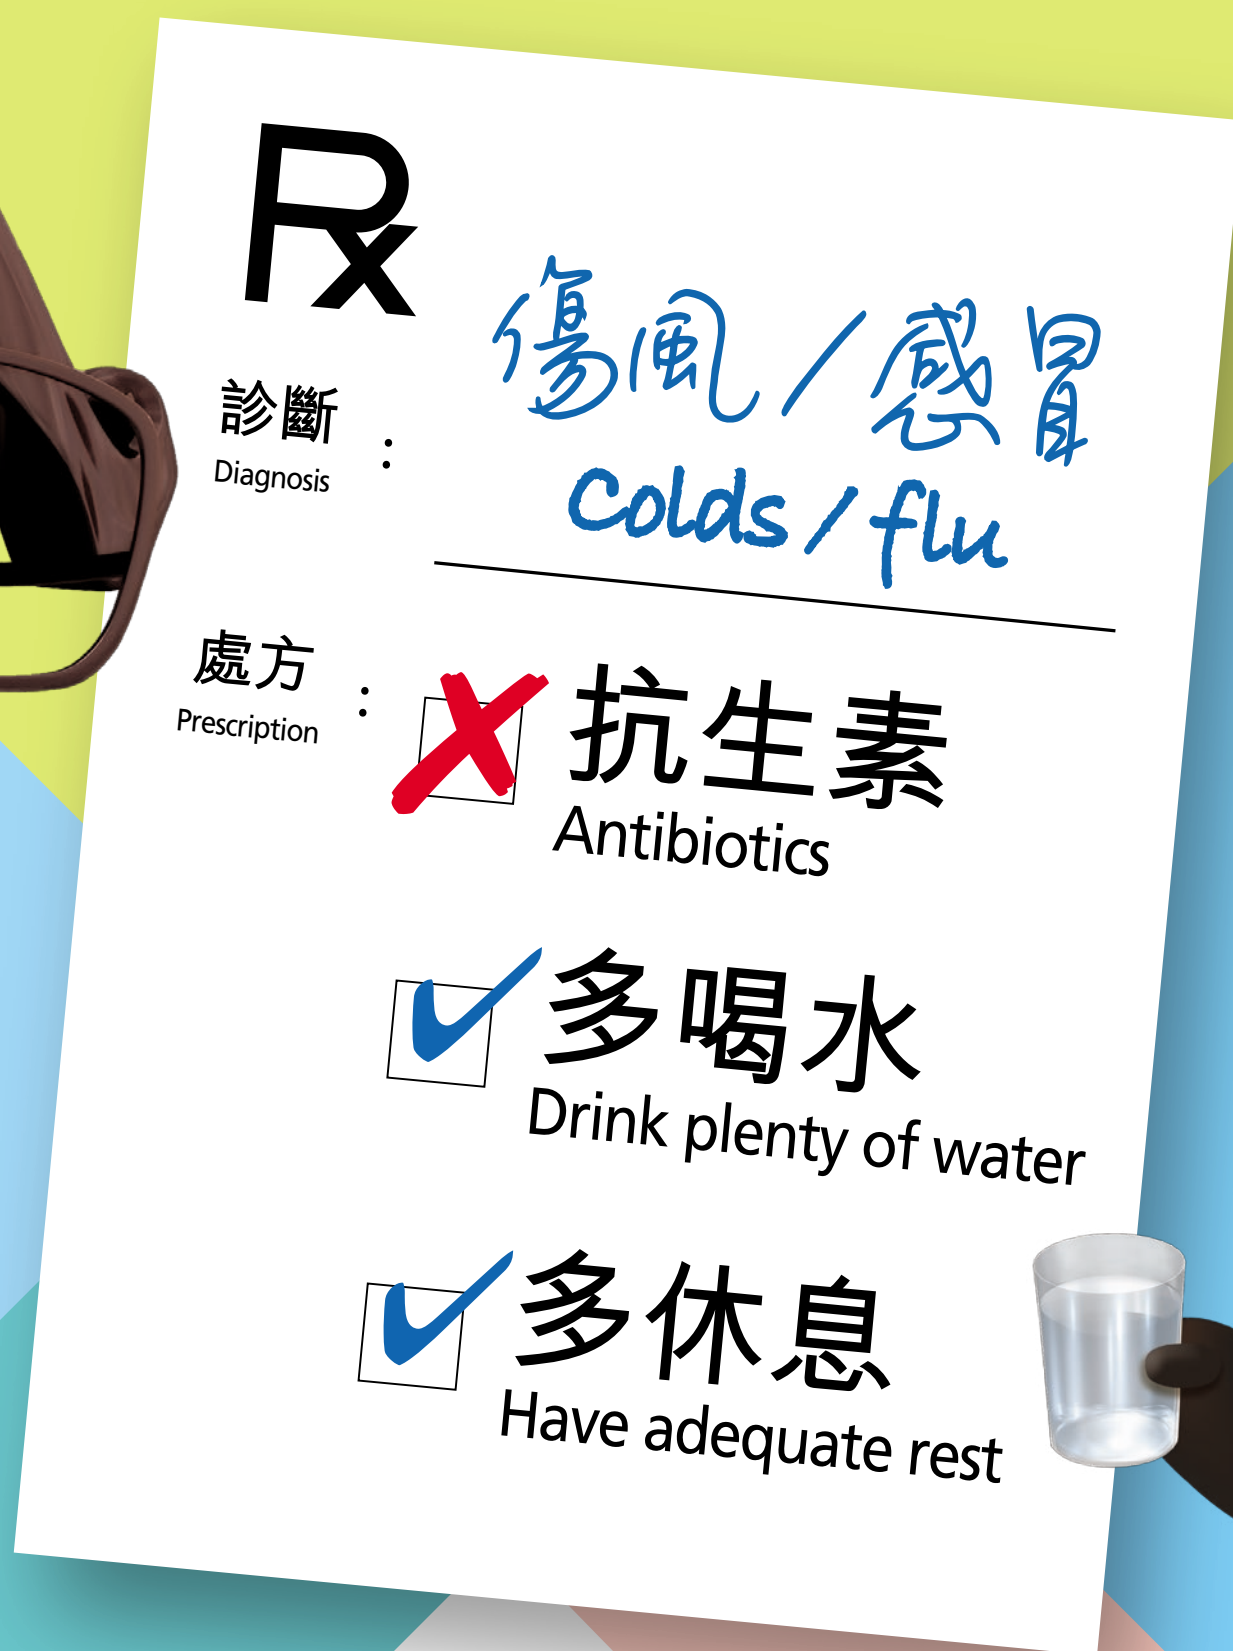 Rx
傷風/感冒
診斷：
Diagnosis
Colds/flu
處方：
Prescription
抗生素
Antibiotics
多喝水
Drink plenty of water
多休息
Have adequate rest